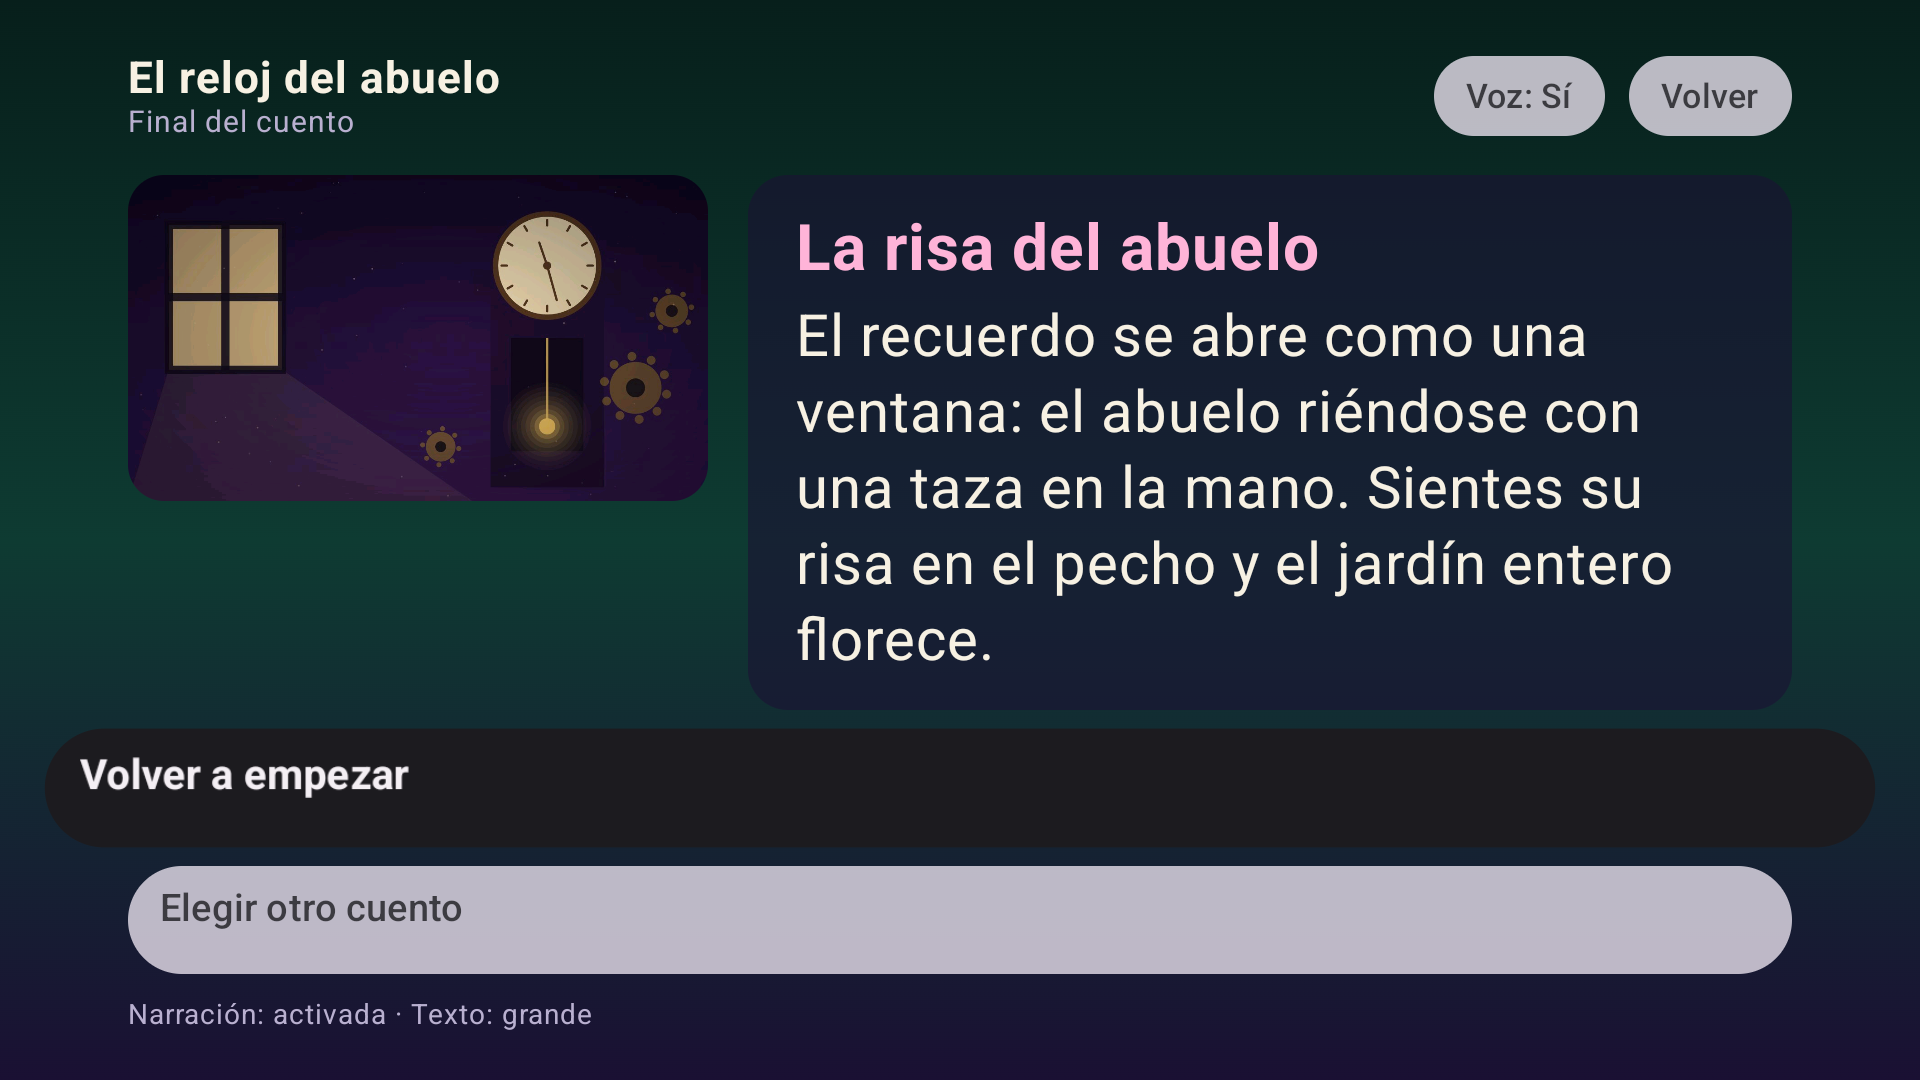 El reloj del abuelo
Final del cuento
Voz: Sí
Volver
La risa del abuelo
El recuerdo se abre como una
ventana: el abuelo riéndose con
una taza en la mano. Sientes su
risa en el pecho y el jardín entero
florece.
Volver a empezar
Elegir otro cuento
Narración: activada · Texto: grande